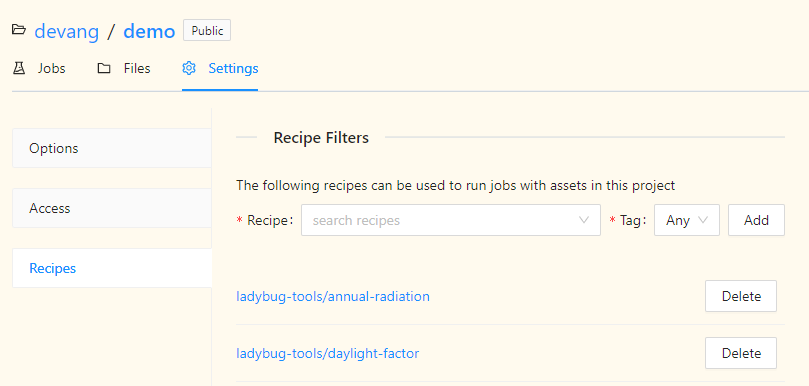 devang / demo Public
Jobs Files Settings
Options
Access
Recipes
Recipe Filters
The following recipes can be used to run jobs with assets in this project
* Recipe: search recipes * Tag: Any Add
ladybug-tools/annual-radiation Delete
ladybug-tools/daylight-factor Delete